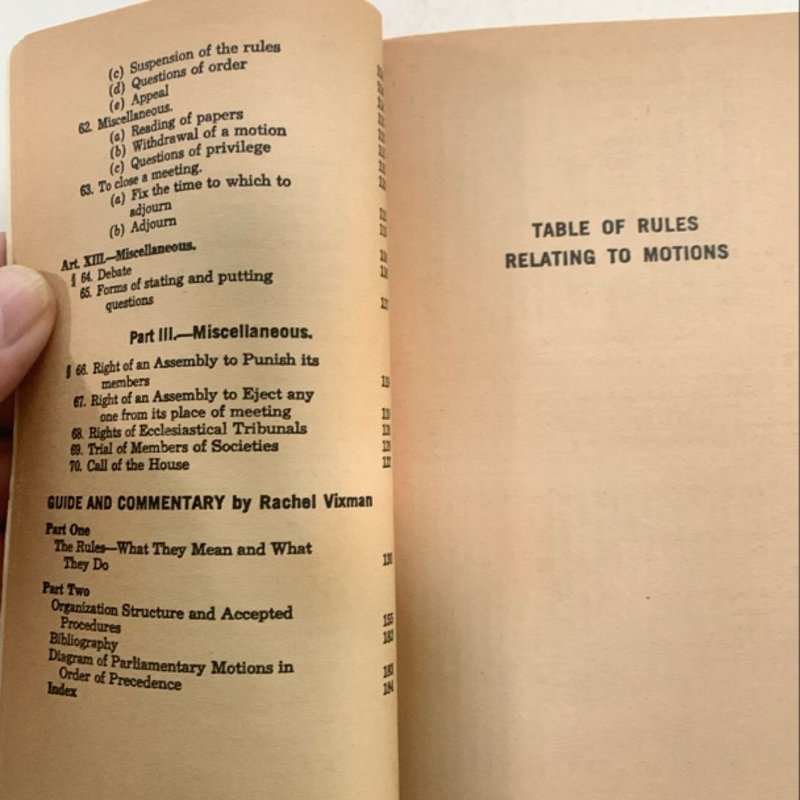 (c) Suspension of the rules
(d) Questions of order
(e) Appeal
62. Miscellaneous.
(a) Reading of papers
(b) Withdrawal of a motion
(c) Questions of privilege
63. To close a meeting.
(a) Fix the time to which to
adjourn
(b) Adjourn
Art. XIII.—Miscellaneous.
§ 64. Debate
65. Forms of stating and putting
questions
Part III.—Miscellaneous.
§ 66. Right of an Assembly to Punish its
members
67. Right of an Assembly to Eject any
one from its place of meeting
68. Rights of Ecclesiastical Tribunals
69. Trial of Members of Societies
70. Call of the House
GUIDE AND COMMENTARY by Rachel Vixman
Part One
The Rules—What They Mean and What
They Do 130
Part Two
Organization Structure and Accepted
Procedures 155
Bibliography 182
Diagram of Parliamentary Motions in
Order of Precedence 183
Index 184
TABLE OF RULES
RELATING TO MOTIONS